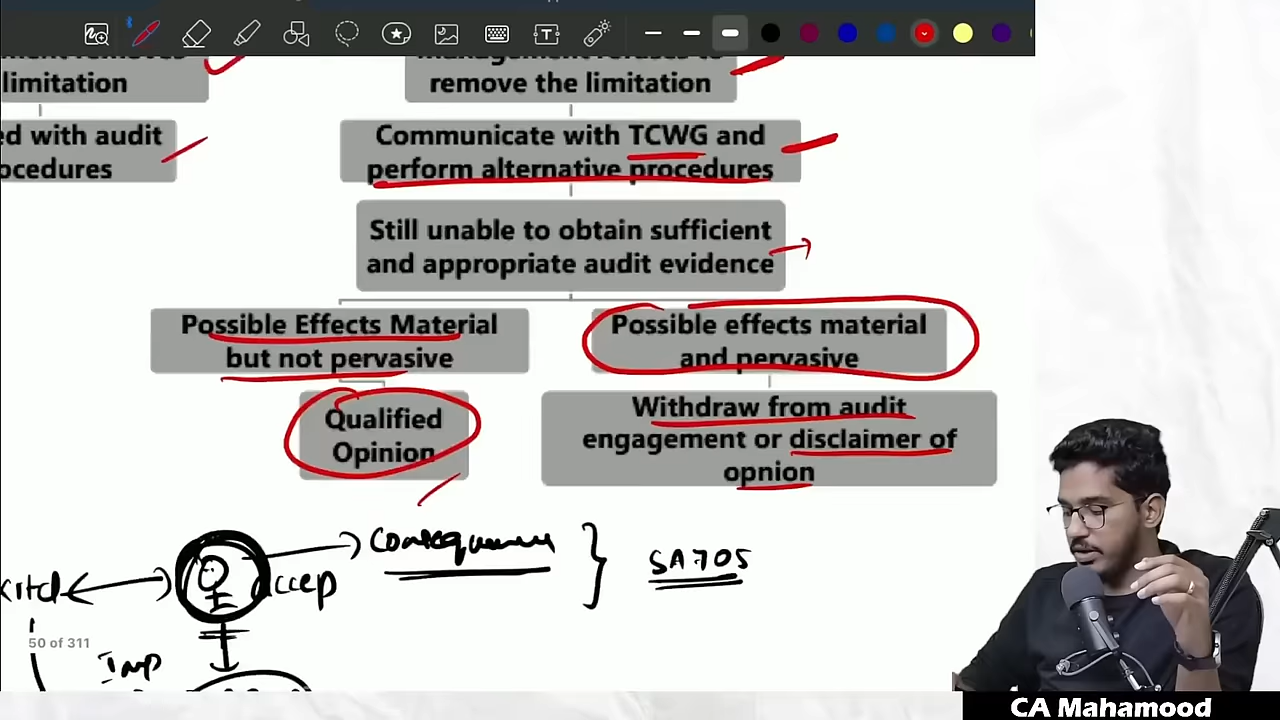 limitation
remove the limitation
ed with audit
ocedures
Communicate with TCWG and
perform alternative procedures
Still unable to obtain sufficient
and appropriate audit evidence
Possible Effects Material
but not pervasive
Possible effects material
and pervasive
Qualified
Opinion
Withdraw from audit
engagement or disclaimer of
opnion
SA 705
accep
50 of 311
Imp
CA Mahamood